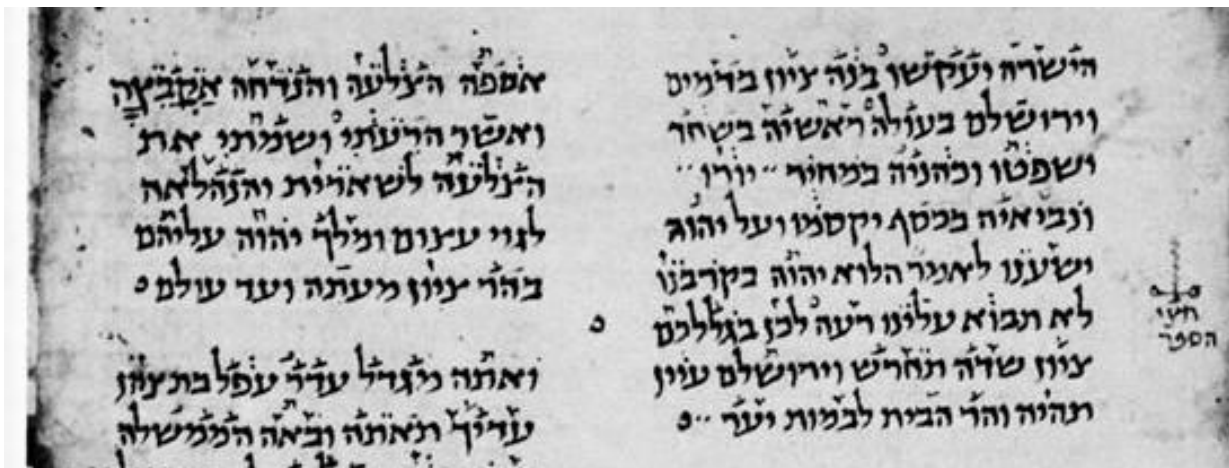 הישרה יעקשו בנה ציון בדמים
וירושלם בעולה ראשיה בשחד
ישפטו וכהניה במחיר יורו
ונביאיה בכסף יקסמו ועל יהוה
ישענו לאמר הלוא יהוה בקרבנו
לא תבוא עלינו רעה לכן בגללכם
ציון שדה תחרש וירושלם עיין
תהיה והר הבית לבמות יער
חצי
הספר
אספה הצלעה והנדחה אקבצה
ואשר הרעתי ושמתי את
הצלעה לשארית והנהלאה
לגוי עצום ומלך יהוה עליהם
בהר ציון מעתה ועד עולם
ואתה מגדל עדר עפל בת ציון
עדיך תאתה ובאה הממשלה